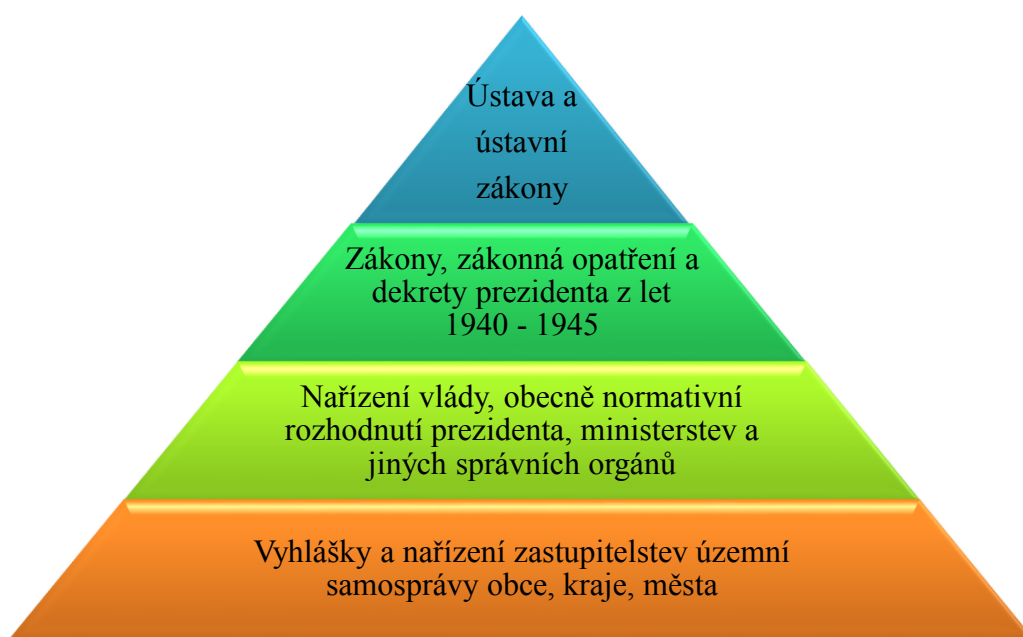 Ústava a
ústavní
zákony
Zákony, zákonná opatření a
dekrety prezidenta z let
1940 - 1945
Nařízení vlády, obecně normativní
rozhodnutí prezidenta, ministerstev a
jiných správních orgánů
Vyhlášky a nařízení zastupitelstev územní
samosprávy obce, kraje, města